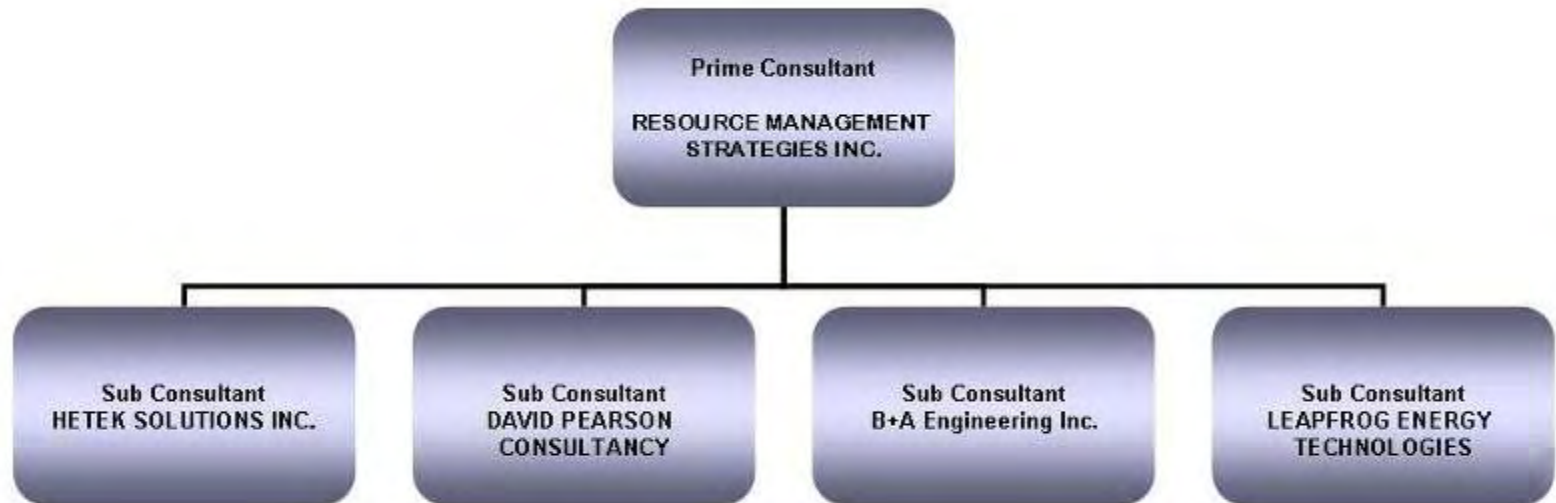 Prime Consultant
RESOURCE MANAGEMENT
STRATEGIES INC.
Sub Consultant
HETEK SOLUTIONS INC.
Sub Consultant
DAVID PEARSON
CONSULTANCY
Sub Consultant
B+A Engineering Inc.
Sub Consultant
LEAPFROG ENERGY
TECHNOLOGIES